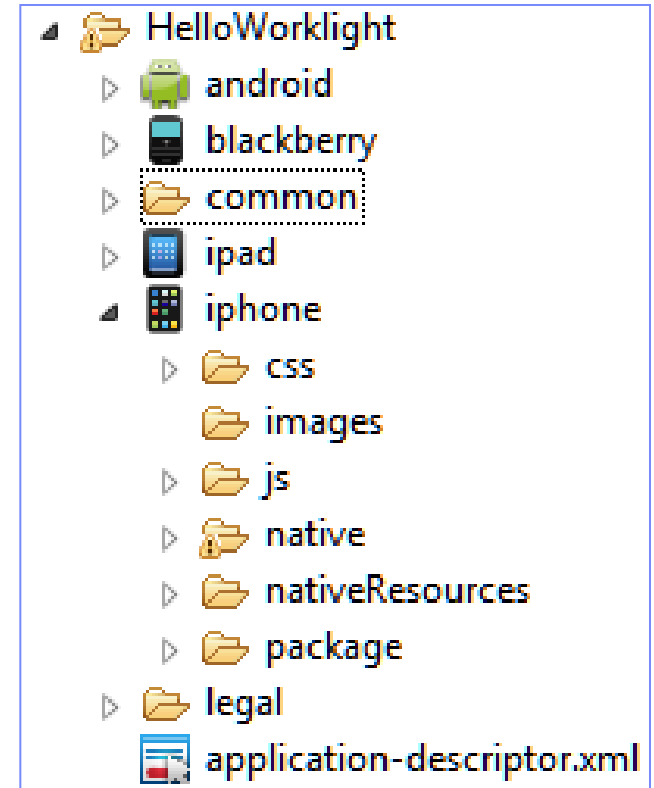 HelloWorklight
android
blackberry
common
ipad
iphone
css
images
js
native
nativeResources
package
legal
application-descriptor.xml